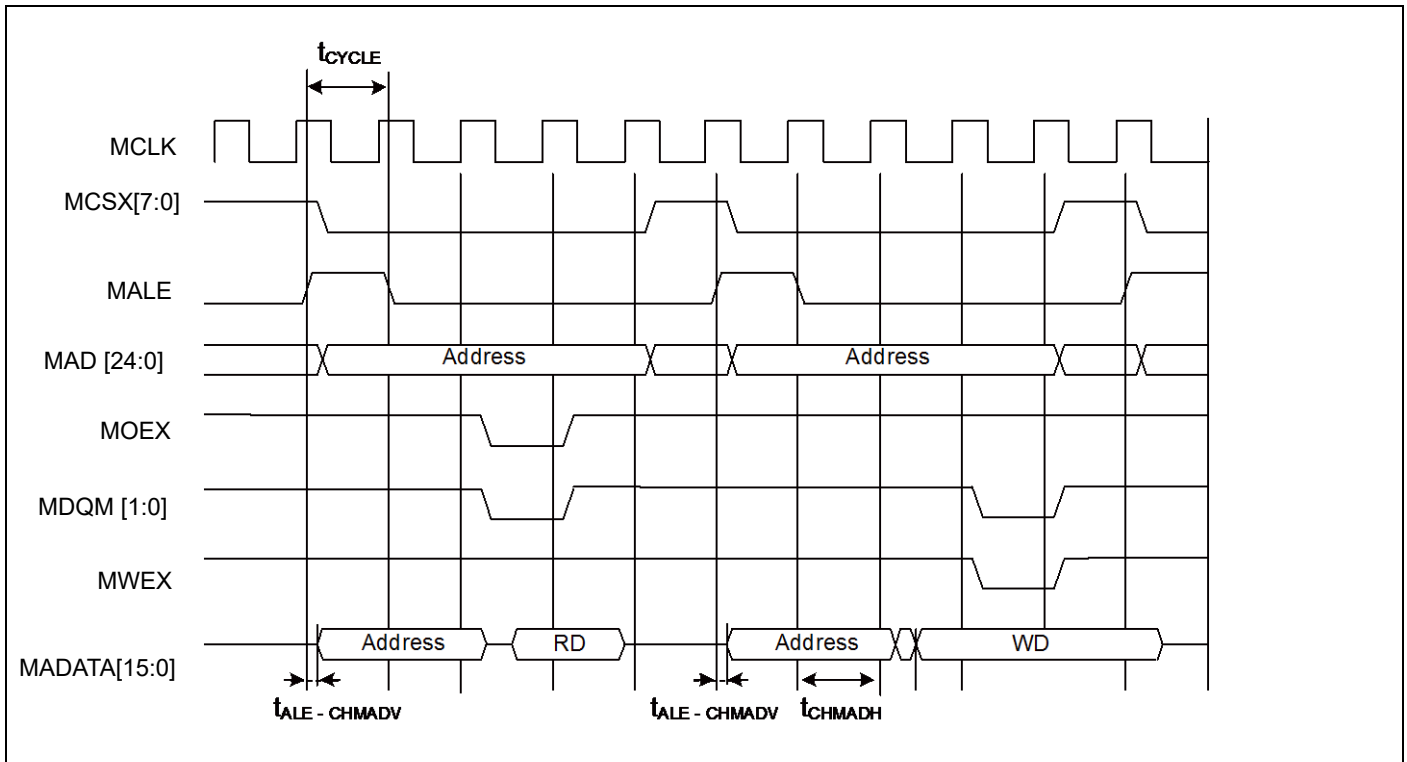 tCYCLE
MCLK
MCSX[7:0]
MALE
MAD [24:0]
Address
Address
MOEX
MDQM [1:0]
MWEX
MADATA[15:0]
Address
RD
Address
WD
tALE - CHMADV
tALE - CHMADV
tCHMADH